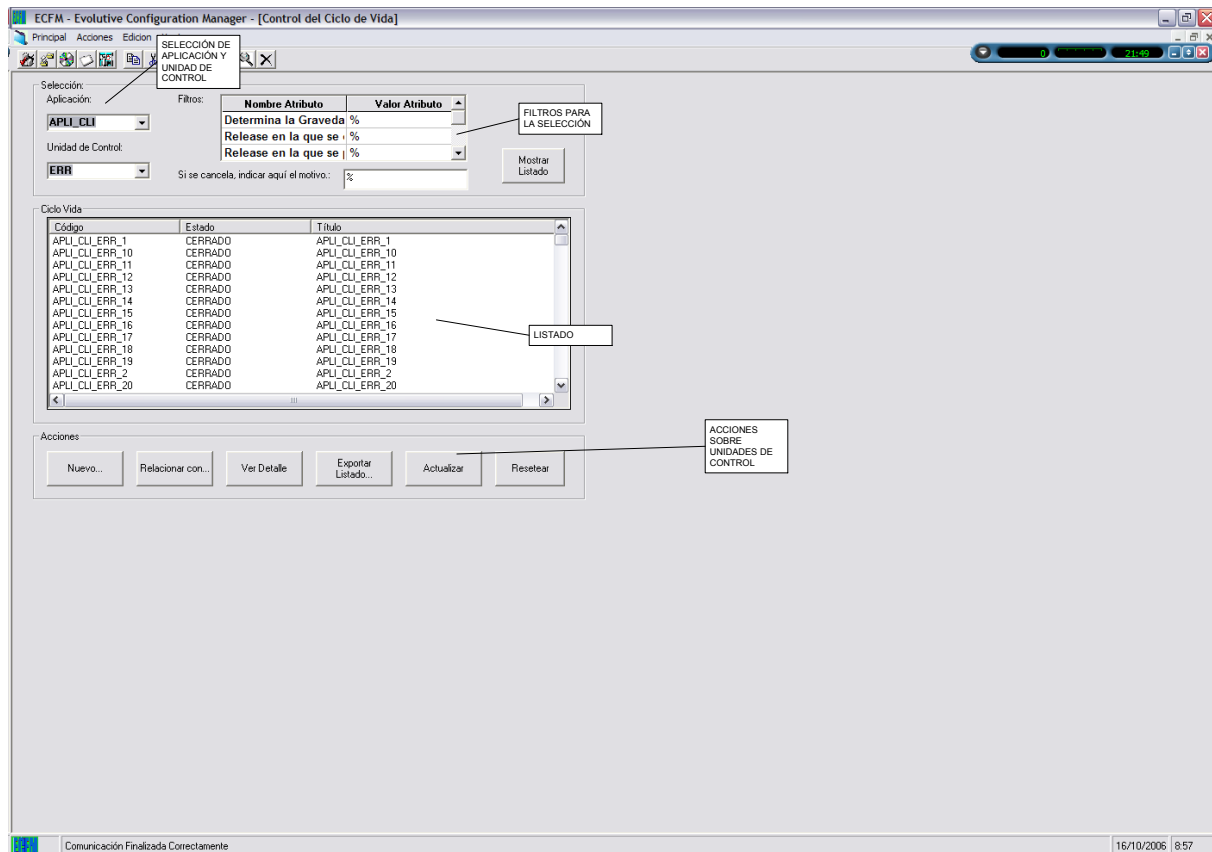 ECFM - Evolutive Configuration Manager - [Control del Ciclo de Vida]
Principal Acciones Edicion
0) 21:49
SELECCIÓN DE
APLICACIÓN Y
UNIDAD DE
CONTROL
Selección:
Aplicación:
APLI_CLI
Unidad de Control:
ERR
Filtros:
Nombre Atributo Valor Atributo
Determina la Graveda %
Release en la que se %
Release en la que se %
Si se cancela, indicar aquí el motivo.: %
FILTROS PARA
LA SELECCIÓN
Mostrar
Listado
Ciclo Vida
Código Estado Título
APLI_CLI_ERR_1 CERRADO APLI_CLI_ERR_1
APLI_CLI_ERR_10 CERRADO APLI_CLI_ERR_10
APLI_CLI_ERR_11 CERRADO APLI_CLI_ERR_11
APLI_CLI_ERR_12 CERRADO APLI_CLI_ERR_12
APLI_CLI_ERR_13 CERRADO APLI_CLI_ERR_13
APLI_CLI_ERR_14 CERRADO APLI_CLI_ERR_14
APLI_CLI_ERR_15 CERRADO APLI_CLI_ERR_15
APLI_CLI_ERR_16 CERRADO APLI_CLI_ERR_16
APLI_CLI_ERR_17 CERRADO APLI_CLI_ERR_17
APLI_CLI_ERR_18 CERRADO APLI_CLI_ERR_18
APLI_CLI_ERR_19 CERRADO APLI_CLI_ERR_19
APLI_CLI_ERR_2 CERRADO APLI_CLI_ERR_2
APLI_CLI_ERR_20 CERRADO APLI_CLI_ERR_20
LISTADO
Acciones
Nuevo...
Relacionar con...
Ver Detalle
Exportar
Listado...
Actualizar
Resetear
ACCIONES
SOBRE
UNIDADES DE
CONTROL
Comunicación Finalizada Correctamente
16/10/2006 8:57